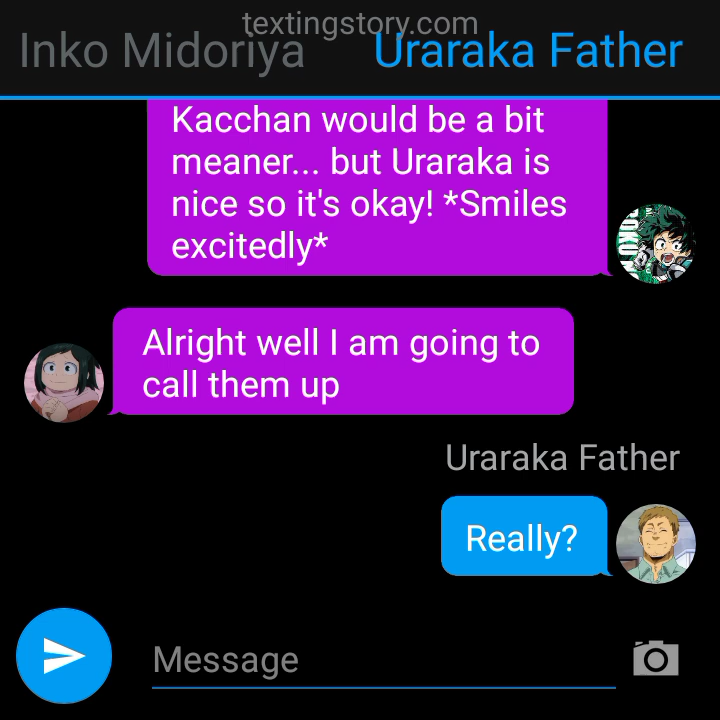 textingstory.com
Inko Midoriya Uraraka Father
Kacchan would be a bit
meaner... but Uraraka is
nice so it's okay! *Smiles
excitedly*
Alright well I am going to
call them up
Uraraka Father
Really?
Message